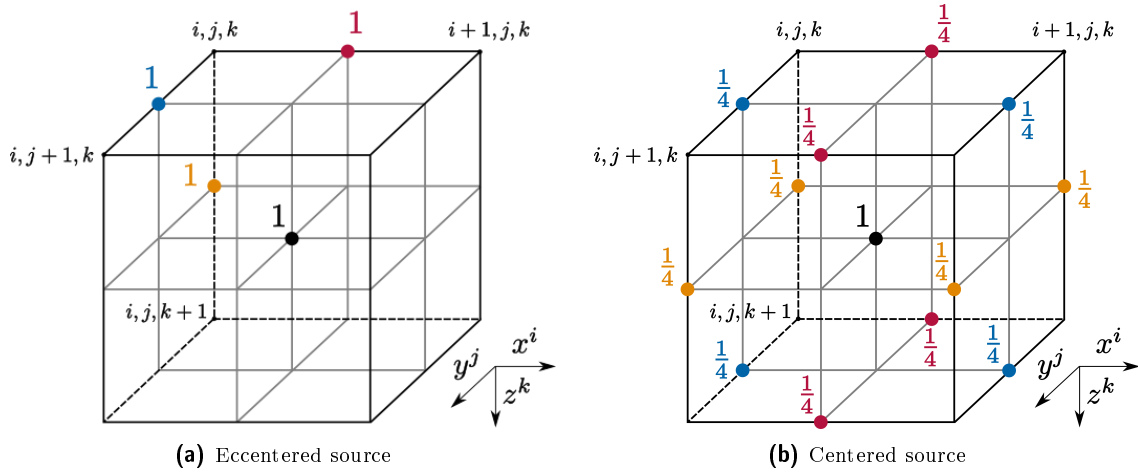 i, j, k
1
i + 1, j, k
1
i, j + 1, k
1
1
i, j, k + 1
x^i
y^j
z^k
(a) Eccentered source
i, j, k
1/4
i + 1, j, k
1/4
1/4
1/4
i, j + 1, k
1/4
1/4
1
1/4
1/4
i, j, k + 1
1/4
1/4
1/4
1/4
x^i
y^j
z^k
(b) Centered source